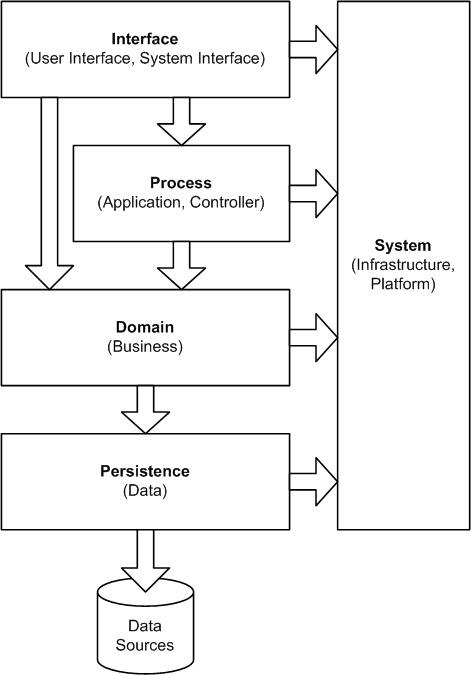 Interface
(User Interface, System Interface)
Process
(Application, Controller)
System
(Infrastructure,
Platform)
Domain
(Business)
Persistence
(Data)
Data
Sources